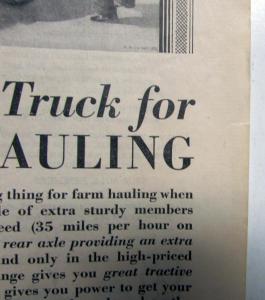 Truck for
AULING
g thing for farm hauling when
le of extra sturdy members
eed (35 miles per hour on
rear axle providing an extra
and only in the high-priced
nge gives you great tractive
gives you power to get your